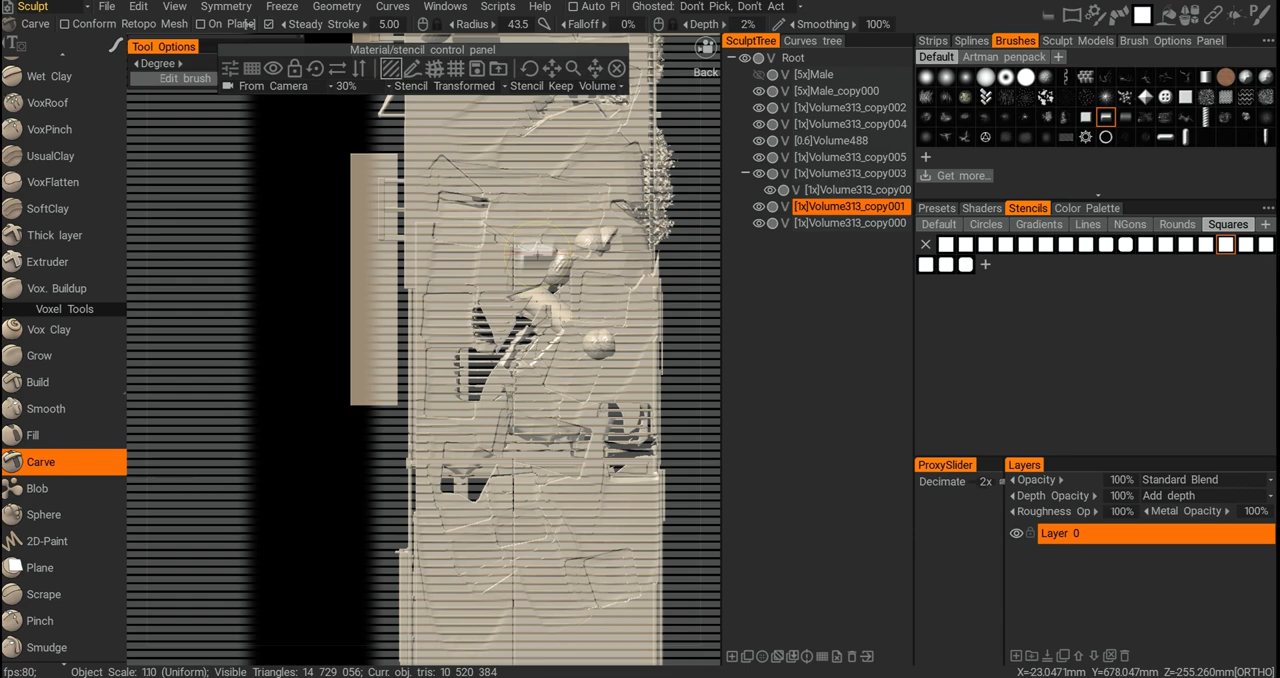 Sculpt File Edit View Symmetry Freeze Geometry Curves Windows Scripts Help Auto Pi Ghosted: Don't Pick, Don't Act
Carve Conform Retopo Mesh On Plane Steady Stroke 5.00 Radius 43.5 Falloff 0% Depth 2% Smoothing 100%
Tool Options
Degree
Edit brush
Material/stencil control panel
From Camera 30% Stencil Transformed Stencil Keep Volume
Back
Wet Clay
VoxRoof
VoxPinch
UsualClay
VoxFlatten
SoftClay
Thick layer
Extruder
Vox. Buildup
Voxel Tools
Vox Clay
Grow
Build
Smooth
Fill
Carve
Blob
Sphere
2D-Paint
Plane
Scrape
Pinch
Smudge
SculptTree Curves tree
Root
V [5x]Male
V [5x]Male_copy000
V [1x]Volume313_copy002
V [1x]Volume313_copy004
V [0.6]Volume488
V [1x]Volume313_copy005
V [1x]Volume313_copy003
V [1x]Volume313_copy00
V [1x]Volume313_copy001
V [1x]Volume313_copy000
Strips Splines Brushes Sculpt Models Brush Options Panel
Default Artman penpack
Get more..
Presets Shaders Stencils Color Palette
Default Circles Gradients Lines NGons Rounds Squares
ProxySlider
Decimate 2x
Layers
Opacity 100% Standard Blend
Depth Opacity 100% Add depth
Roughness Op 100% Metal Opacity 100%
Layer 0
fps:80; Object Scale: 110 (Uniform); Visible Triangles: 14 729 056; Curr. obj. tris: 10 520 384 X=-23.0471mm Y=678.047mm Z=-255.260mm[ORTHO]